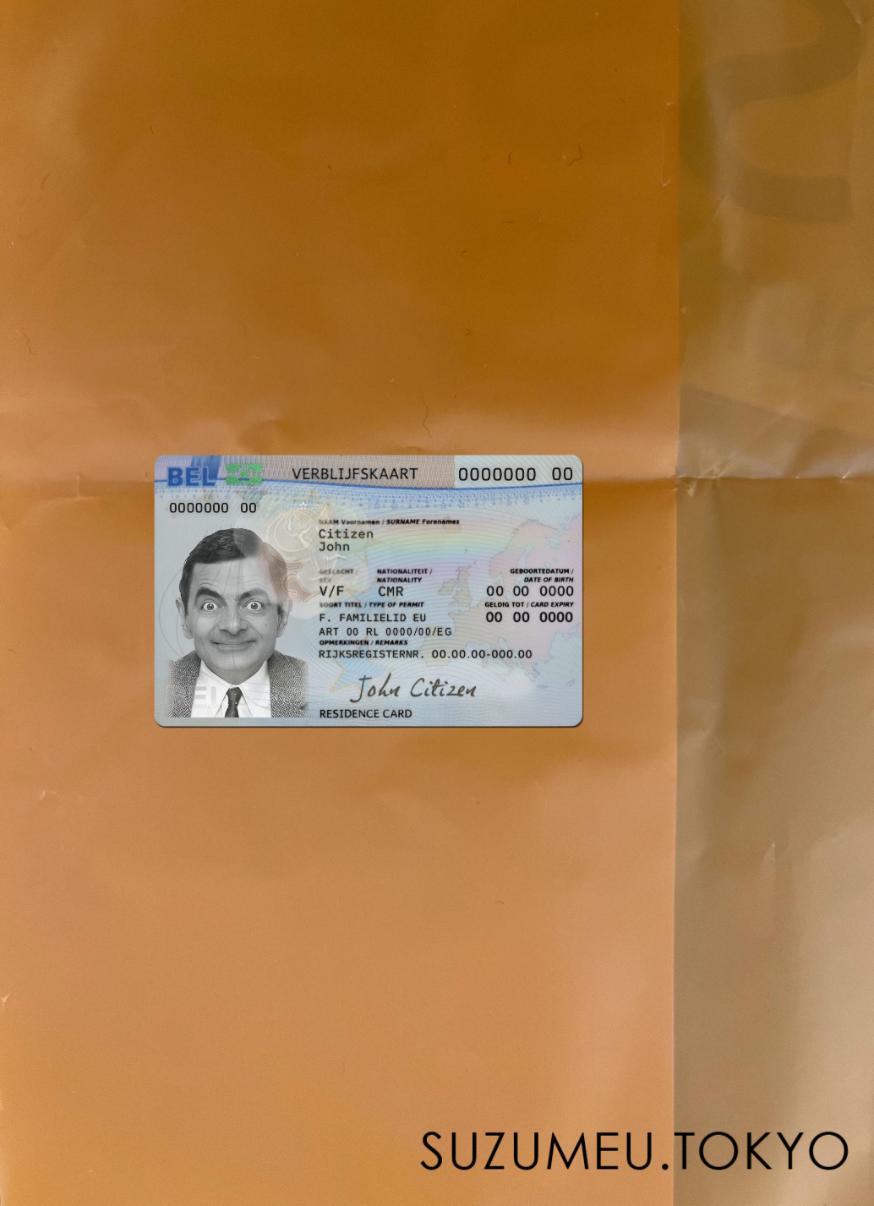 BEL VERBLIJFSKAART 0000000 00
0000000 00
NAAM Voornamen / SURNAME Forenames
Citizen
John
GESLACHT / NATIONALITEIT / GEBOORTEDATUM /
SEX NATIONALITY DATE OF BIRTH
V/F CMR 00 00 0000
SOORT TITEL / TYPE OF PERMIT GELDIG TOT / CARD EXPIRY
F. FAMILIELID EU 00 00 0000
ART 00 RL 0000/00/EG
OPMERKINGEN / REMARKS
RIJKSREGISTERNR. 00.00.00-000.00
John Citizen
RESIDENCE CARD
SUZUMEU.TOKYO